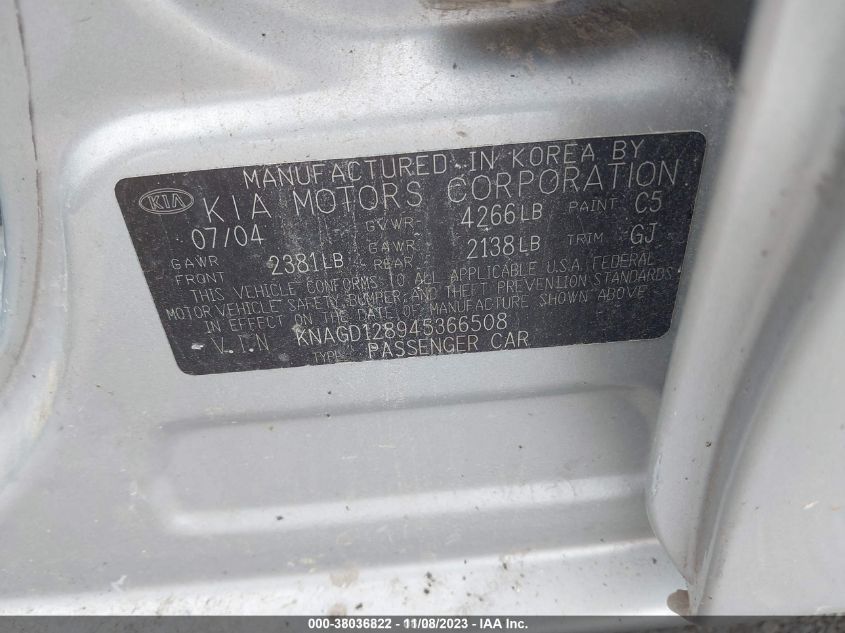 MANUFACTURED IN KOREA BY
KIA KIA MOTORS CORPORATION
07/04 GVWR 4266LB PAINT C5
GAWR FRONT 2381LB GAWR REAR 2138LB TRIM GJ
THIS VEHICLE CONFORMS TO ALL APPLICABLE U.S.A. FEDERAL
MOTOR VEHICLE SAFETY BUMPER, AND THEFT PREVENTION STANDARDS
IN EFFECT ON THE DATE OF MANUFACTURE SHOWN ABOVE
V.I.N KNAGD128945366508
TYPE PASSENGER CAR
000-38036822 - 11/08/2023 - IAA Inc.